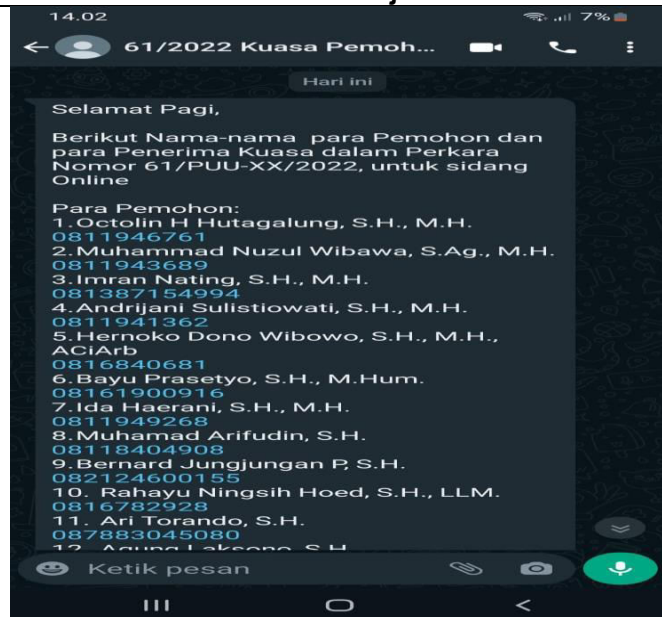 14.02
7%
61/2022 Kuasa Pemoh...
Hari ini
Selamat Pagi,
Berikut Nama-nama para Pemohon dan
para Penerima Kuasa dalam Perkara
Nomor 61/PUU-XX/2022, untuk sidang
Online
Para Pemohon:
1.Octolin H Hutagalung, S.H., M.H.
0811946761
2.Muhammad Nuzul Wibawa, S.Ag., M.H.
0811943689
3.Imran Nating, S.H., M.H.
081387154994
4.Andrijani Sulistiowati, S.H., M.H.
0811941362
5.Hernoko Dono Wibowo, S.H., M.H.,
ACiArb
0816840681
6.Bayu Prasetyo, S.H., M.Hum.
08161900916
7.Ida Haerani, S.H., M.H.
0811949268
8.Muhamad Arifudin, S.H.
08118404908
9.Bernard Jungjungan P, S.H.
082124600155
10. Rahayu Ningsih Hoed, S.H., LLM.
0816782928
11. Ari Torando, S.H.
087883045080
12. Agung Laksono, S.H
Ketik pesan